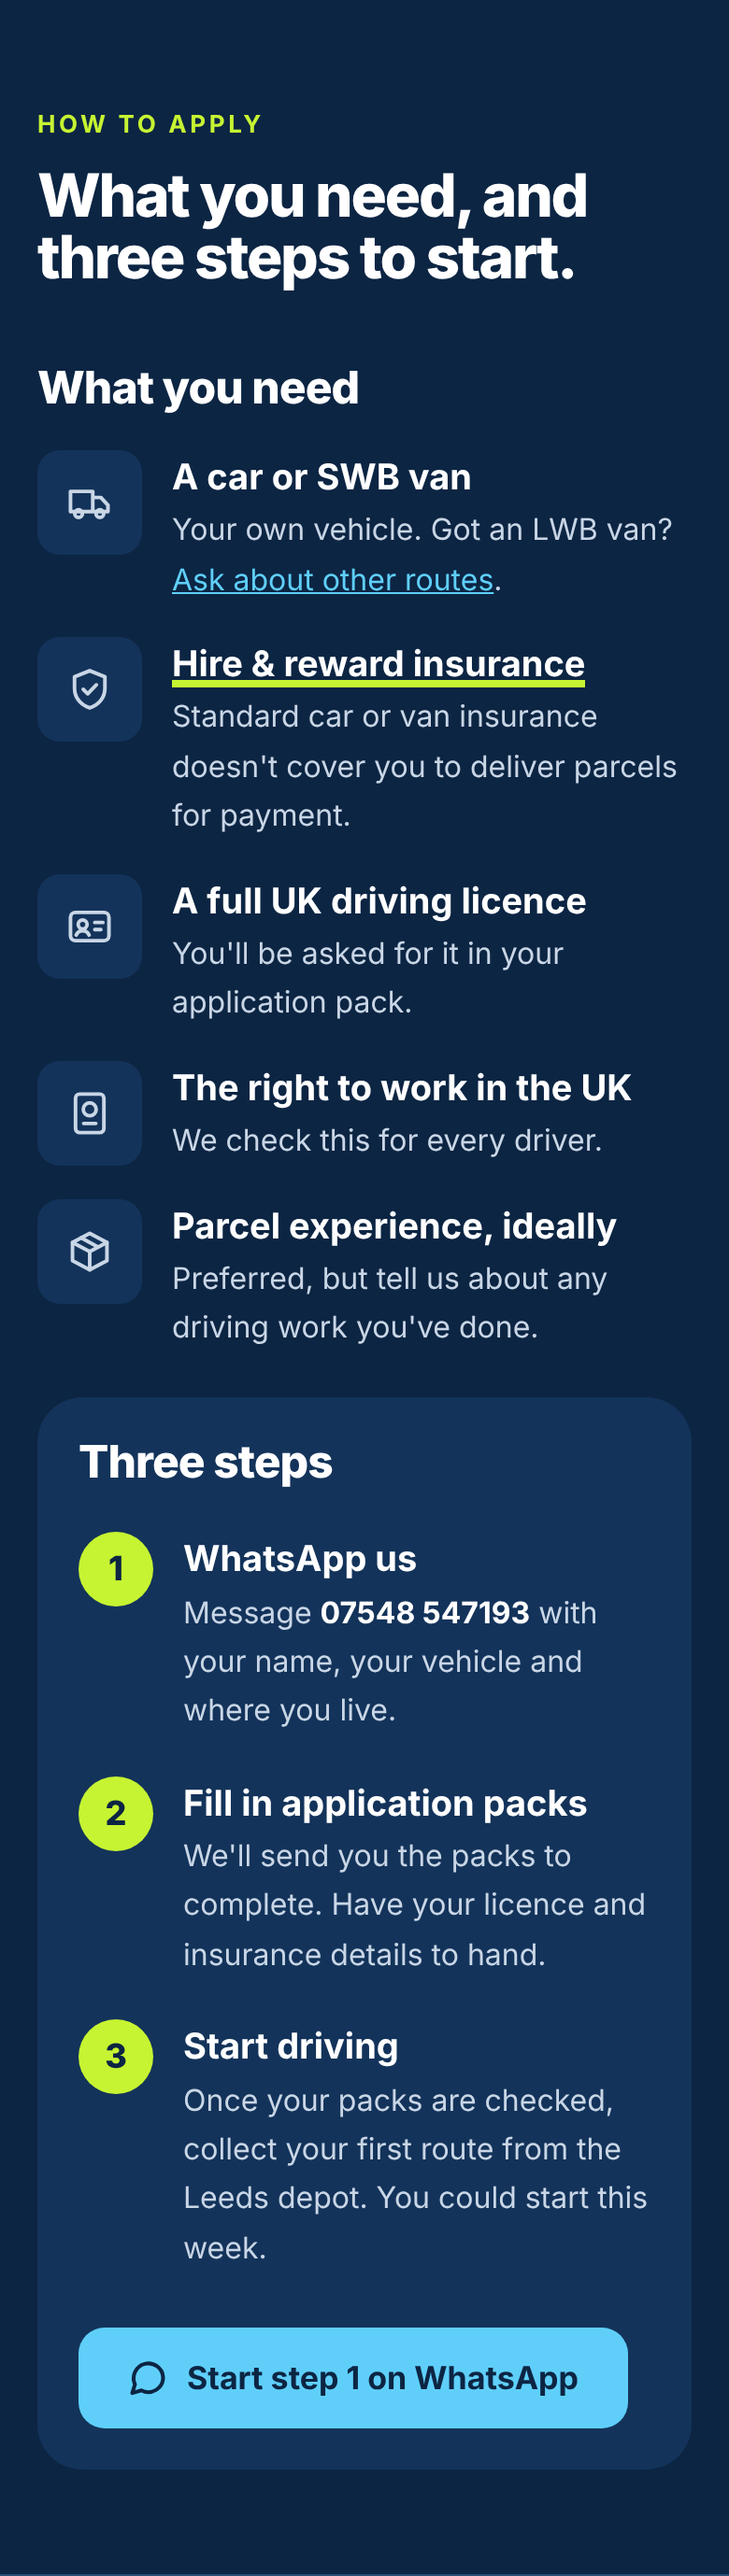 HOW TO APPLY
What you need, and
three steps to start.
What you need
A car or SWB van
Your own vehicle. Got an LWB van?
Ask about other routes.
Hire & reward insurance
Standard car or van insurance
doesn't cover you to deliver parcels
for payment.
A full UK driving licence
You'll be asked for it in your
application pack.
The right to work in the UK
We check this for every driver.
Parcel experience, ideally
Preferred, but tell us about any
driving work you've done.
Three steps
1
WhatsApp us
Message 07548 547193 with
your name, your vehicle and
where you live.
2
Fill in application packs
We'll send you the packs to
complete. Have your licence and
insurance details to hand.
3
Start driving
Once your packs are checked,
collect your first route from the
Leeds depot. You could start this
week.
Start step 1 on WhatsApp